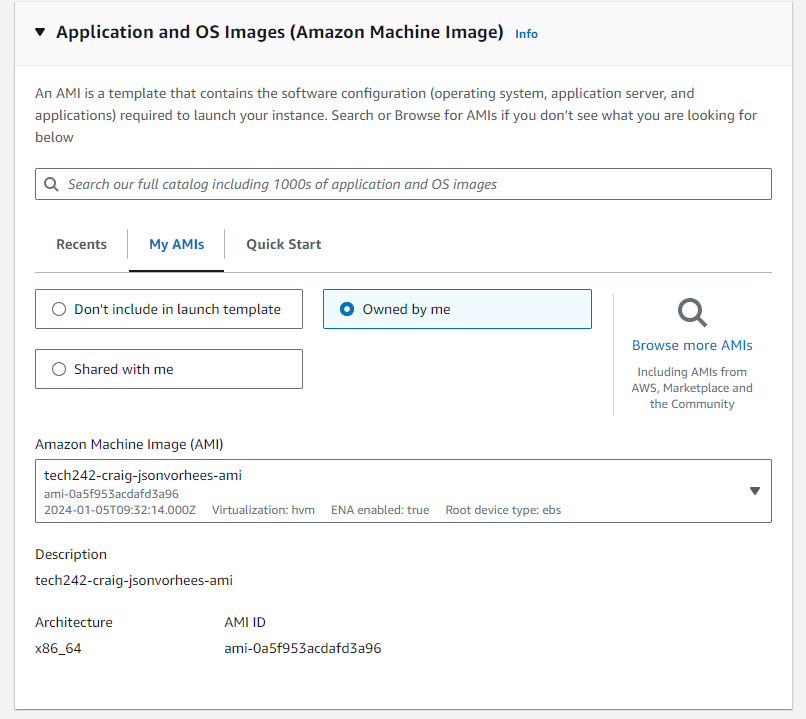 Application and OS Images (Amazon Machine Image) Info
An AMI is a template that contains the software configuration (operating system, application server, and
applications) required to launch your instance. Search or Browse for AMIs if you don't see what you are looking for
below
Search our full catalog including 1000s of application and OS images
Recents My AMIs Quick Start
Don't include in launch template
Owned by me
Shared with me
Browse more AMIs
Including AMIs from
AWS, Marketplace and
the Community
Amazon Machine Image (AMI)
tech242-craig-jsonvorhees-ami
ami-0a5f953acdafd3a96
2024-01-05T09:32:14.000Z Virtualization: hvm ENA enabled: true Root device type: ebs
Description
tech242-craig-jsonvorhees-ami
Architecture AMI ID
x86_64 ami-0a5f953acdafd3a96